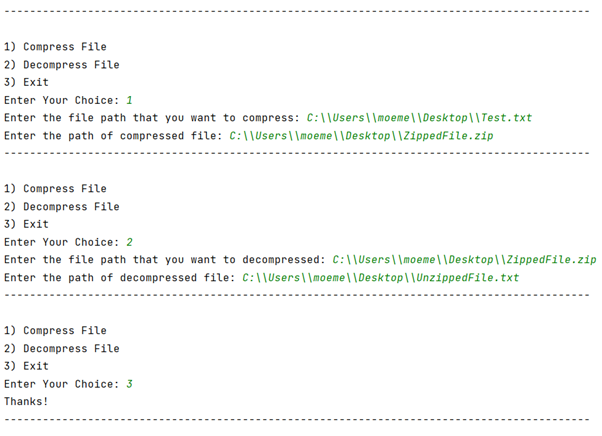 --------------------------------------------------------------------------------------------
1) Compress File
2) Decompress File
3) Exit
Enter Your Choice: 1
Enter the file path that you want to compress: C:\\Users\\moeme\\Desktop\\Test.txt
Enter the path of compressed file: C:\\Users\\moeme\\Desktop\\ZippedFile.zip
--------------------------------------------------------------------------------------------
1) Compress File
2) Decompress File
3) Exit
Enter Your Choice: 2
Enter the file path that you want to decompressed: C:\\Users\\moeme\\Desktop\\ZippedFile.zip
Enter the path of decompressed file: C:\\Users\\moeme\\Desktop\\UnzippedFile.txt
--------------------------------------------------------------------------------------------
1) Compress File
2) Decompress File
3) Exit
Enter Your Choice: 3
Thanks!
--------------------------------------------------------------------------------------------